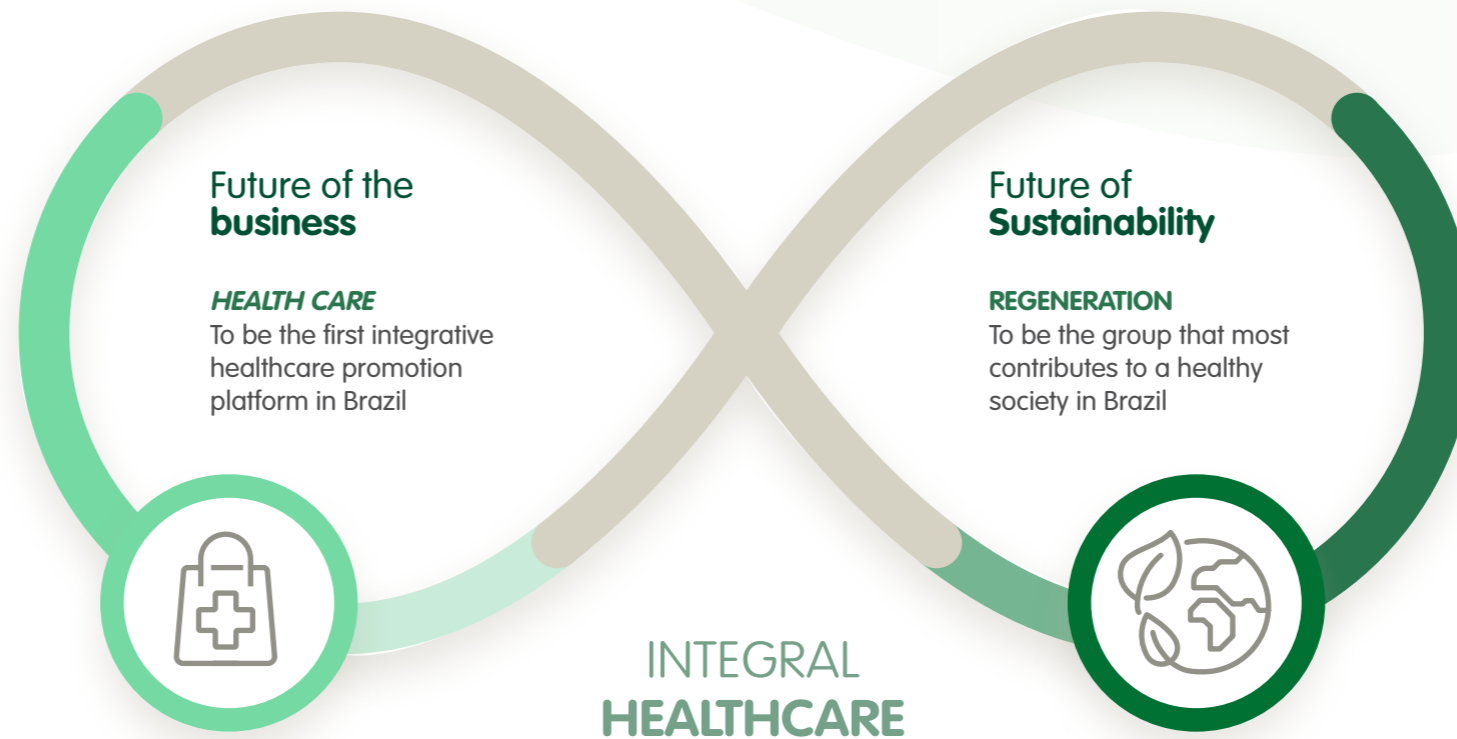 Future of the
business
HEALTH CARE
To be the first integrative
healthcare promotion
platform in Brazil
Future of
Sustainability
REGENERATION
To be the group that most
contributes to a healthy
society in Brazil
INTEGRAL
HEALTHCARE